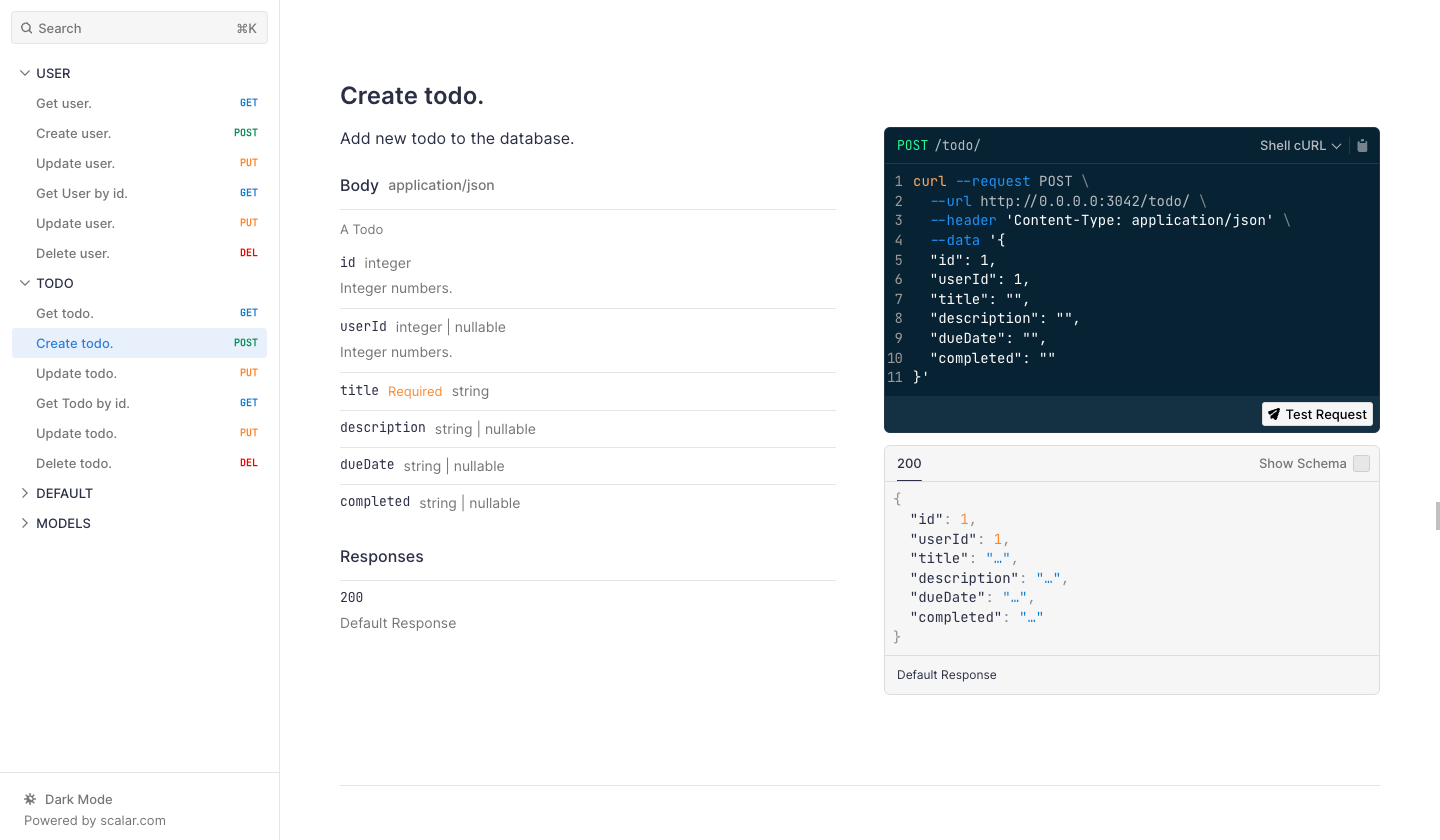 Search ⌘K
USER
Get user. GET
Create user. POST
Update user. PUT
Get User by id. GET
Update user. PUT
Delete user. DEL
TODO
Get todo. GET
Create todo. POST
Update todo. PUT
Get Todo by id. GET
Update todo. PUT
Delete todo. DEL
DEFAULT
MODELS
Dark Mode
Powered by scalar.com
Create todo.
Add new todo to the database.
Body application/json
A Todo
id integer
Integer numbers.
userId integer | nullable
Integer numbers.
title Required string
description string | nullable
dueDate string | nullable
completed string | nullable
Responses
200
Default Response
POST /todo/ Shell cURL
1 curl --request POST \
2 --url http://0.0.0.0:3042/todo/ \
3 --header 'Content-Type: application/json' \
4 --data '{
5 "id": 1,
6 "userId": 1,
7 "title": "",
8 "description": "",
9 "dueDate": "",
10 "completed": ""
11 }'
Test Request
200 Show Schema
{
"id": 1,
"userId": 1,
"title": "…",
"description": "…",
"dueDate": "…",
"completed": "…"
}
Default Response